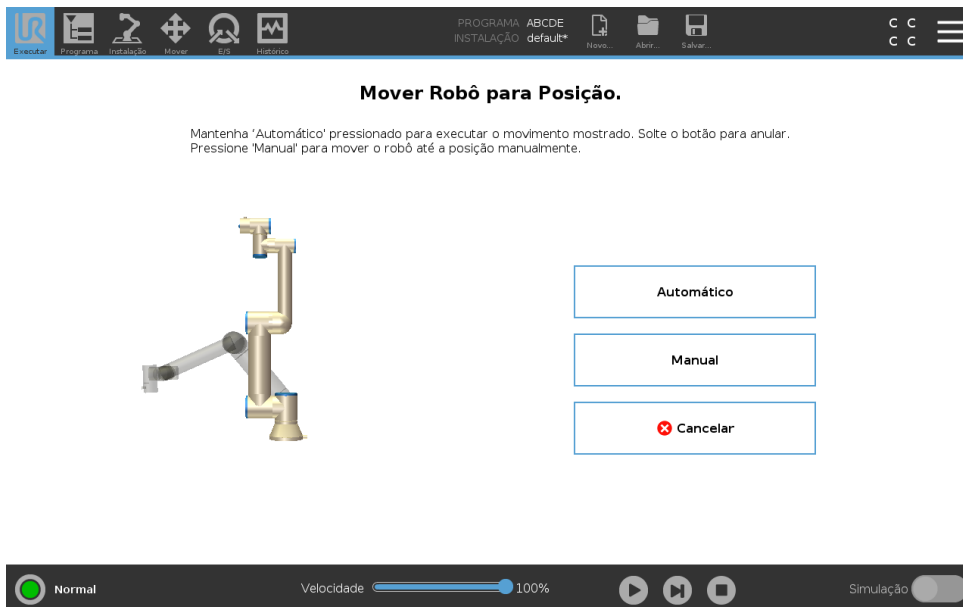 PROGRAMA ABCDE
INSTALAÇÃO default*
Executar Programa Instalação Mover E/S Histórico Novo... Abrir... Salvar...
C C
C C
Mover Robô para Posição.
Mantenha 'Automático' pressionado para executar o movimento mostrado. Solte o botão para anular.
Pressione 'Manual' para mover o robô até a posição manualmente.
Automático
Manual
Cancelar
Normal Velocidade 100% Simulação